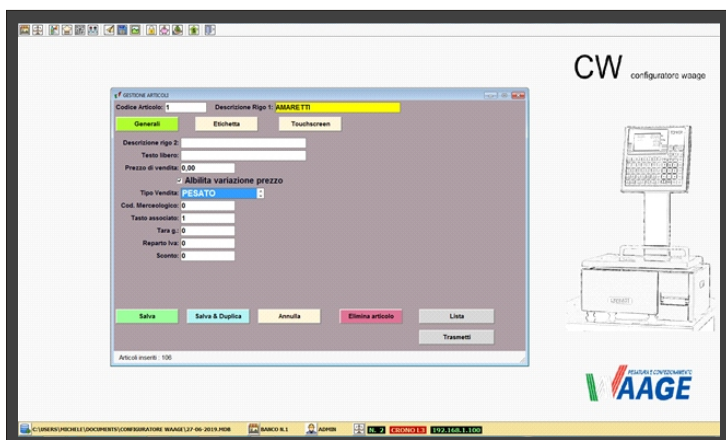 CW configuratore waage
GESTIONE ARTICOLI
Codice Articolo: 1 Descrizione Rigo 1: AMARETTI
Generali Etichetta Touchscreen
Descrizione rigo 2:
Testo libero:
Prezzo di vendita: 0,00
Albilita variazione prezzo
Tipo Vendita: PESATO
Cod. Merceologico: 0
Tasto associato: 1
Tara g.: 0
Reparto Iva: 0
Sconto: 0
Salva Salva & Duplica Annulla Elimina articolo Lista
Trasmetti
Articoli inseriti : 106
PESATURA E CONFEZIONAMENTO
WAAGE
C:\USERS\MICHELE\DOCUMENTS\CONFIGURATORE WAAGE\27-06-2019.MDB BANCO N.1 ADMIN N. 2 CRONO L3 192.168.1.100